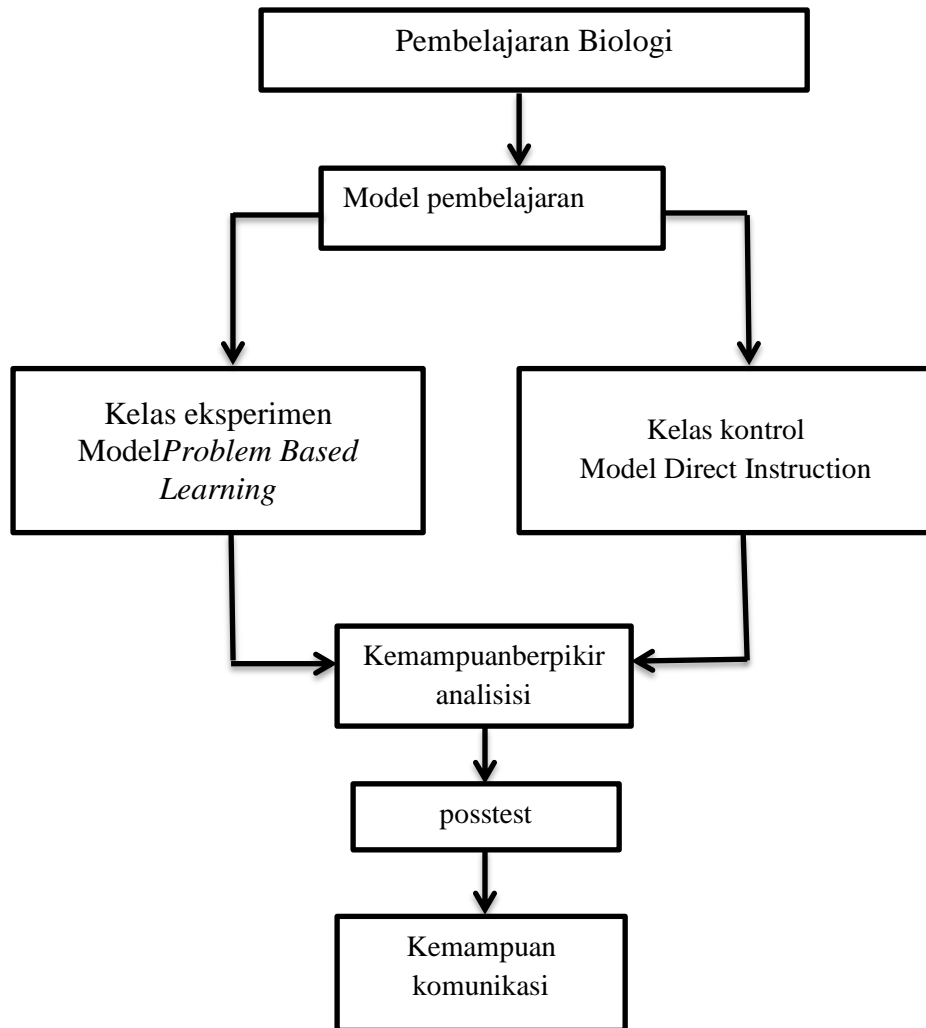 Pembelajaran Biologi
Model pembelajaran
Kelas eksperimen
ModelProblem Based
Learning
Kelas kontrol
Model Direct Instruction
Kemampuanberpikir
analisisi
posstest
Kemampuan
komunikasi